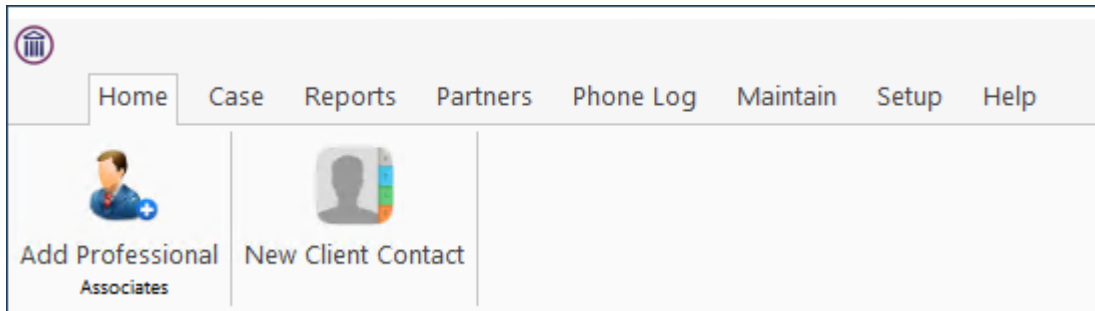 Home Case Reports Partners Phone Log Maintain Setup Help
Add Professional New Client Contact
Associates